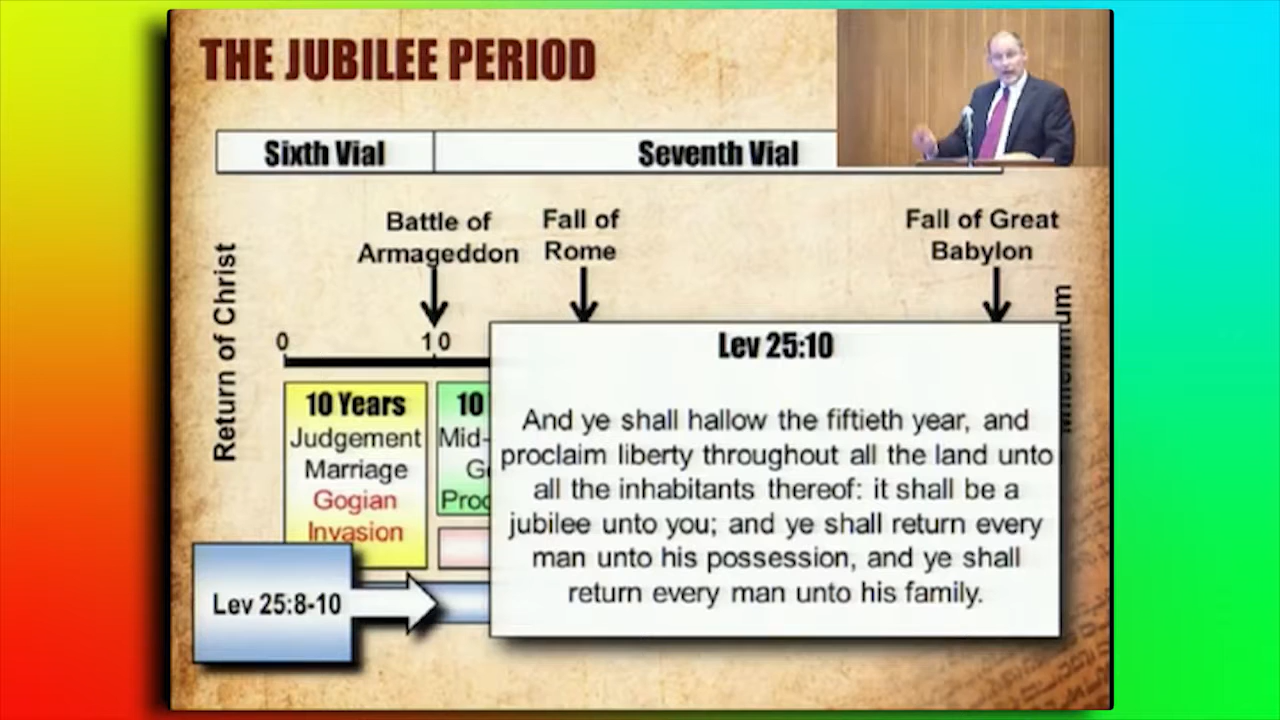 THE JUBILEE PERIOD
Sixth Vial
Seventh Vial
Battle of
Armageddon
Fall of
Rome
Fall of Great
Babylon
Return of Christ
0
10
10 Years
Judgement
Marriage
Gogian
Invasion
10
Mid-
Lev 25:8-10
Lev 25:10
And ye shall hallow the fiftieth year, and
proclaim liberty throughout all the land unto
all the inhabitants thereof: it shall be a
jubilee unto you; and ye shall return every
man unto his possession, and ye shall
return every man unto his family.